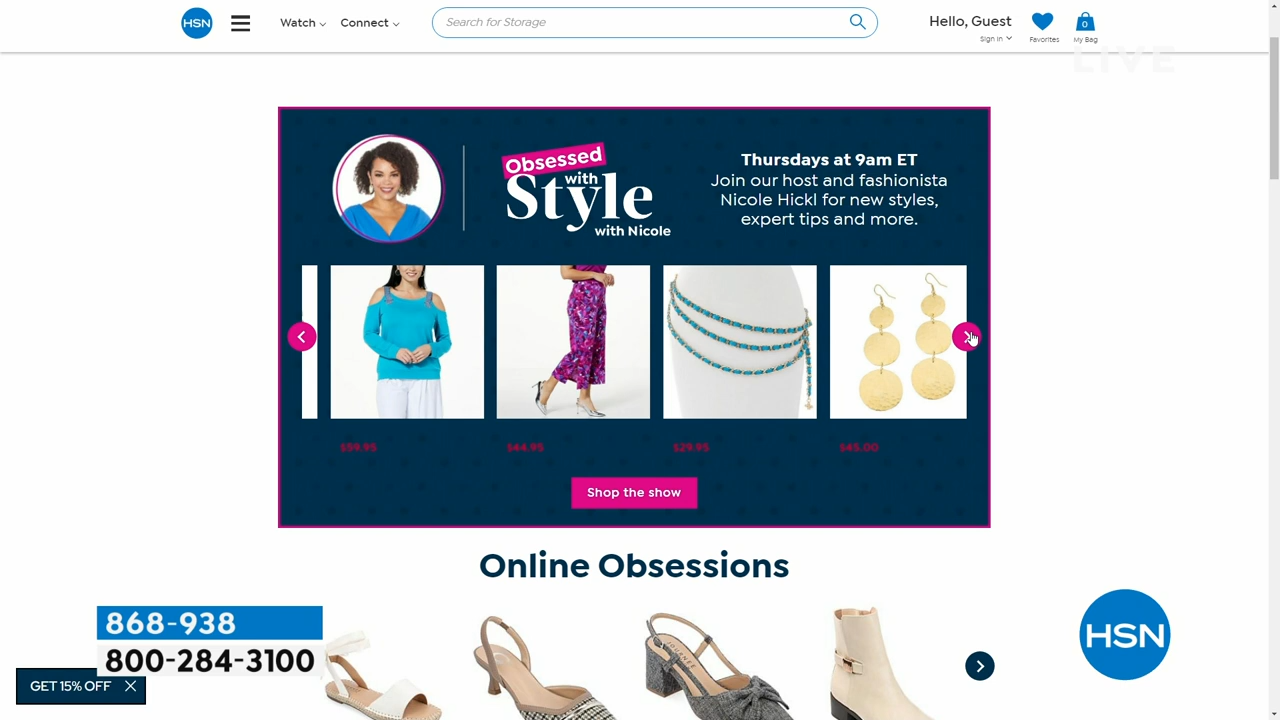 HSN
Watch
Connect
Search for Storage
Hello, Guest
Sign in
Favorites
0
My Bag
LIVE
Obsessed
with
Style
with Nicole
Thursdays at 9am ET
Join our host and fashionista
Nicole Hickl for new styles,
expert tips and more.
$59.95
$44.95
$29.95
$45.00
Shop the show
Online Obsessions
868-938
800-284-3100
GET 15% OFF
HSN